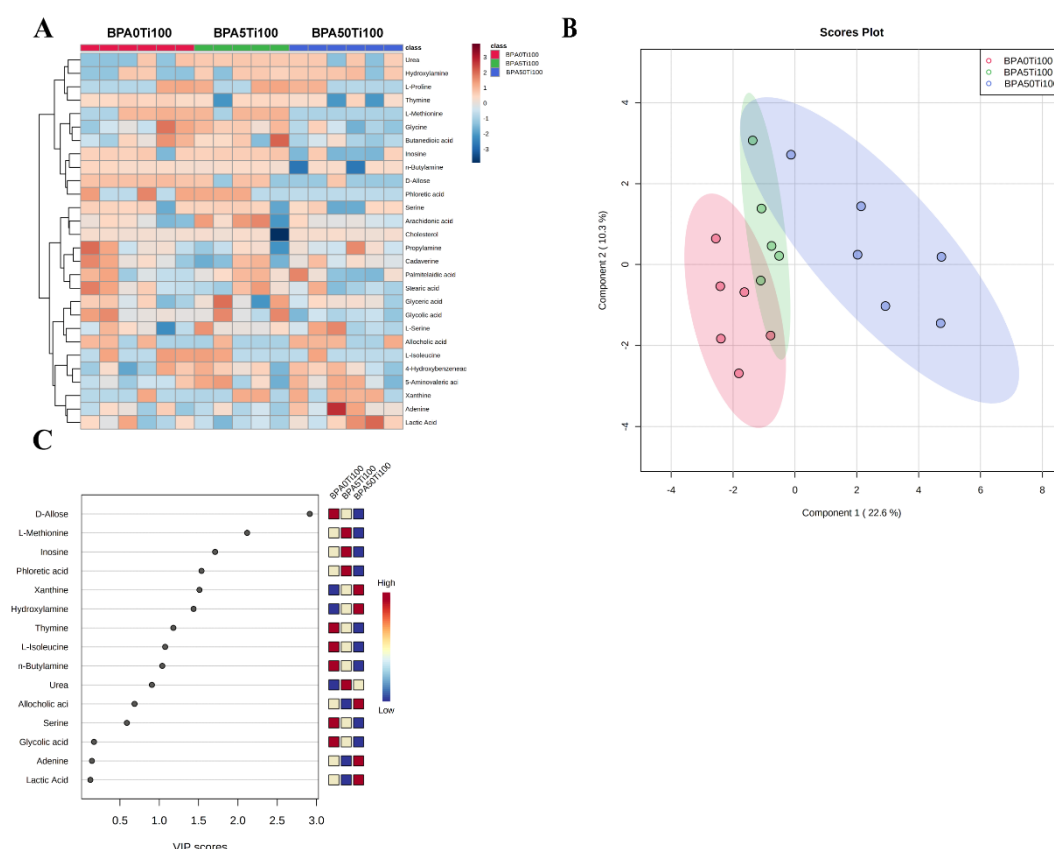 A
BPA0Ti100 BPA5Ti100 BPA50Ti100
class
Urea
Hydroxylamine
L-Proline
Thymine
L-Methionine
Glycine
Butanedioic acid
Inosine
n-Butylamine
D-Allose
Phloretic acid
Serine
Arachidonic acid
Cholesterol
Propylamine
Cadaverine
Palmitelaidic acid
Stearic acid
Glyceric acid
Glycolic acid
L-Serine
Allocholic acid
L-Isoleucine
4-Hydroxybenzeneac
5-Aminovaleric aci
Xanthine
Adenine
Lactic Acid
class
BPA0Ti100
BPA5Ti100
BPA50Ti100
3
2
1
0
-1
-2
-3
B
Scores Plot
BPA0Ti100
BPA5Ti100
BPA50Ti100
Component 2 ( 10.3 %)
4
2
0
-2
-4
-4 -2 0 2 4 6 8
Component 1 ( 22.6 %)
C
BPA0Ti100 BPA5Ti100 BPA50Ti100
D-Allose
L-Methionine
Inosine
Phloretic acid
Xanthine
Hydroxylamine
Thymine
L-Isoleucine
n-Butylamine
Urea
Allocholic aci
Serine
Glycolic acid
Adenine
Lactic Acid
High
Low
0.5 1.0 1.5 2.0 2.5 3.0
VIP scores